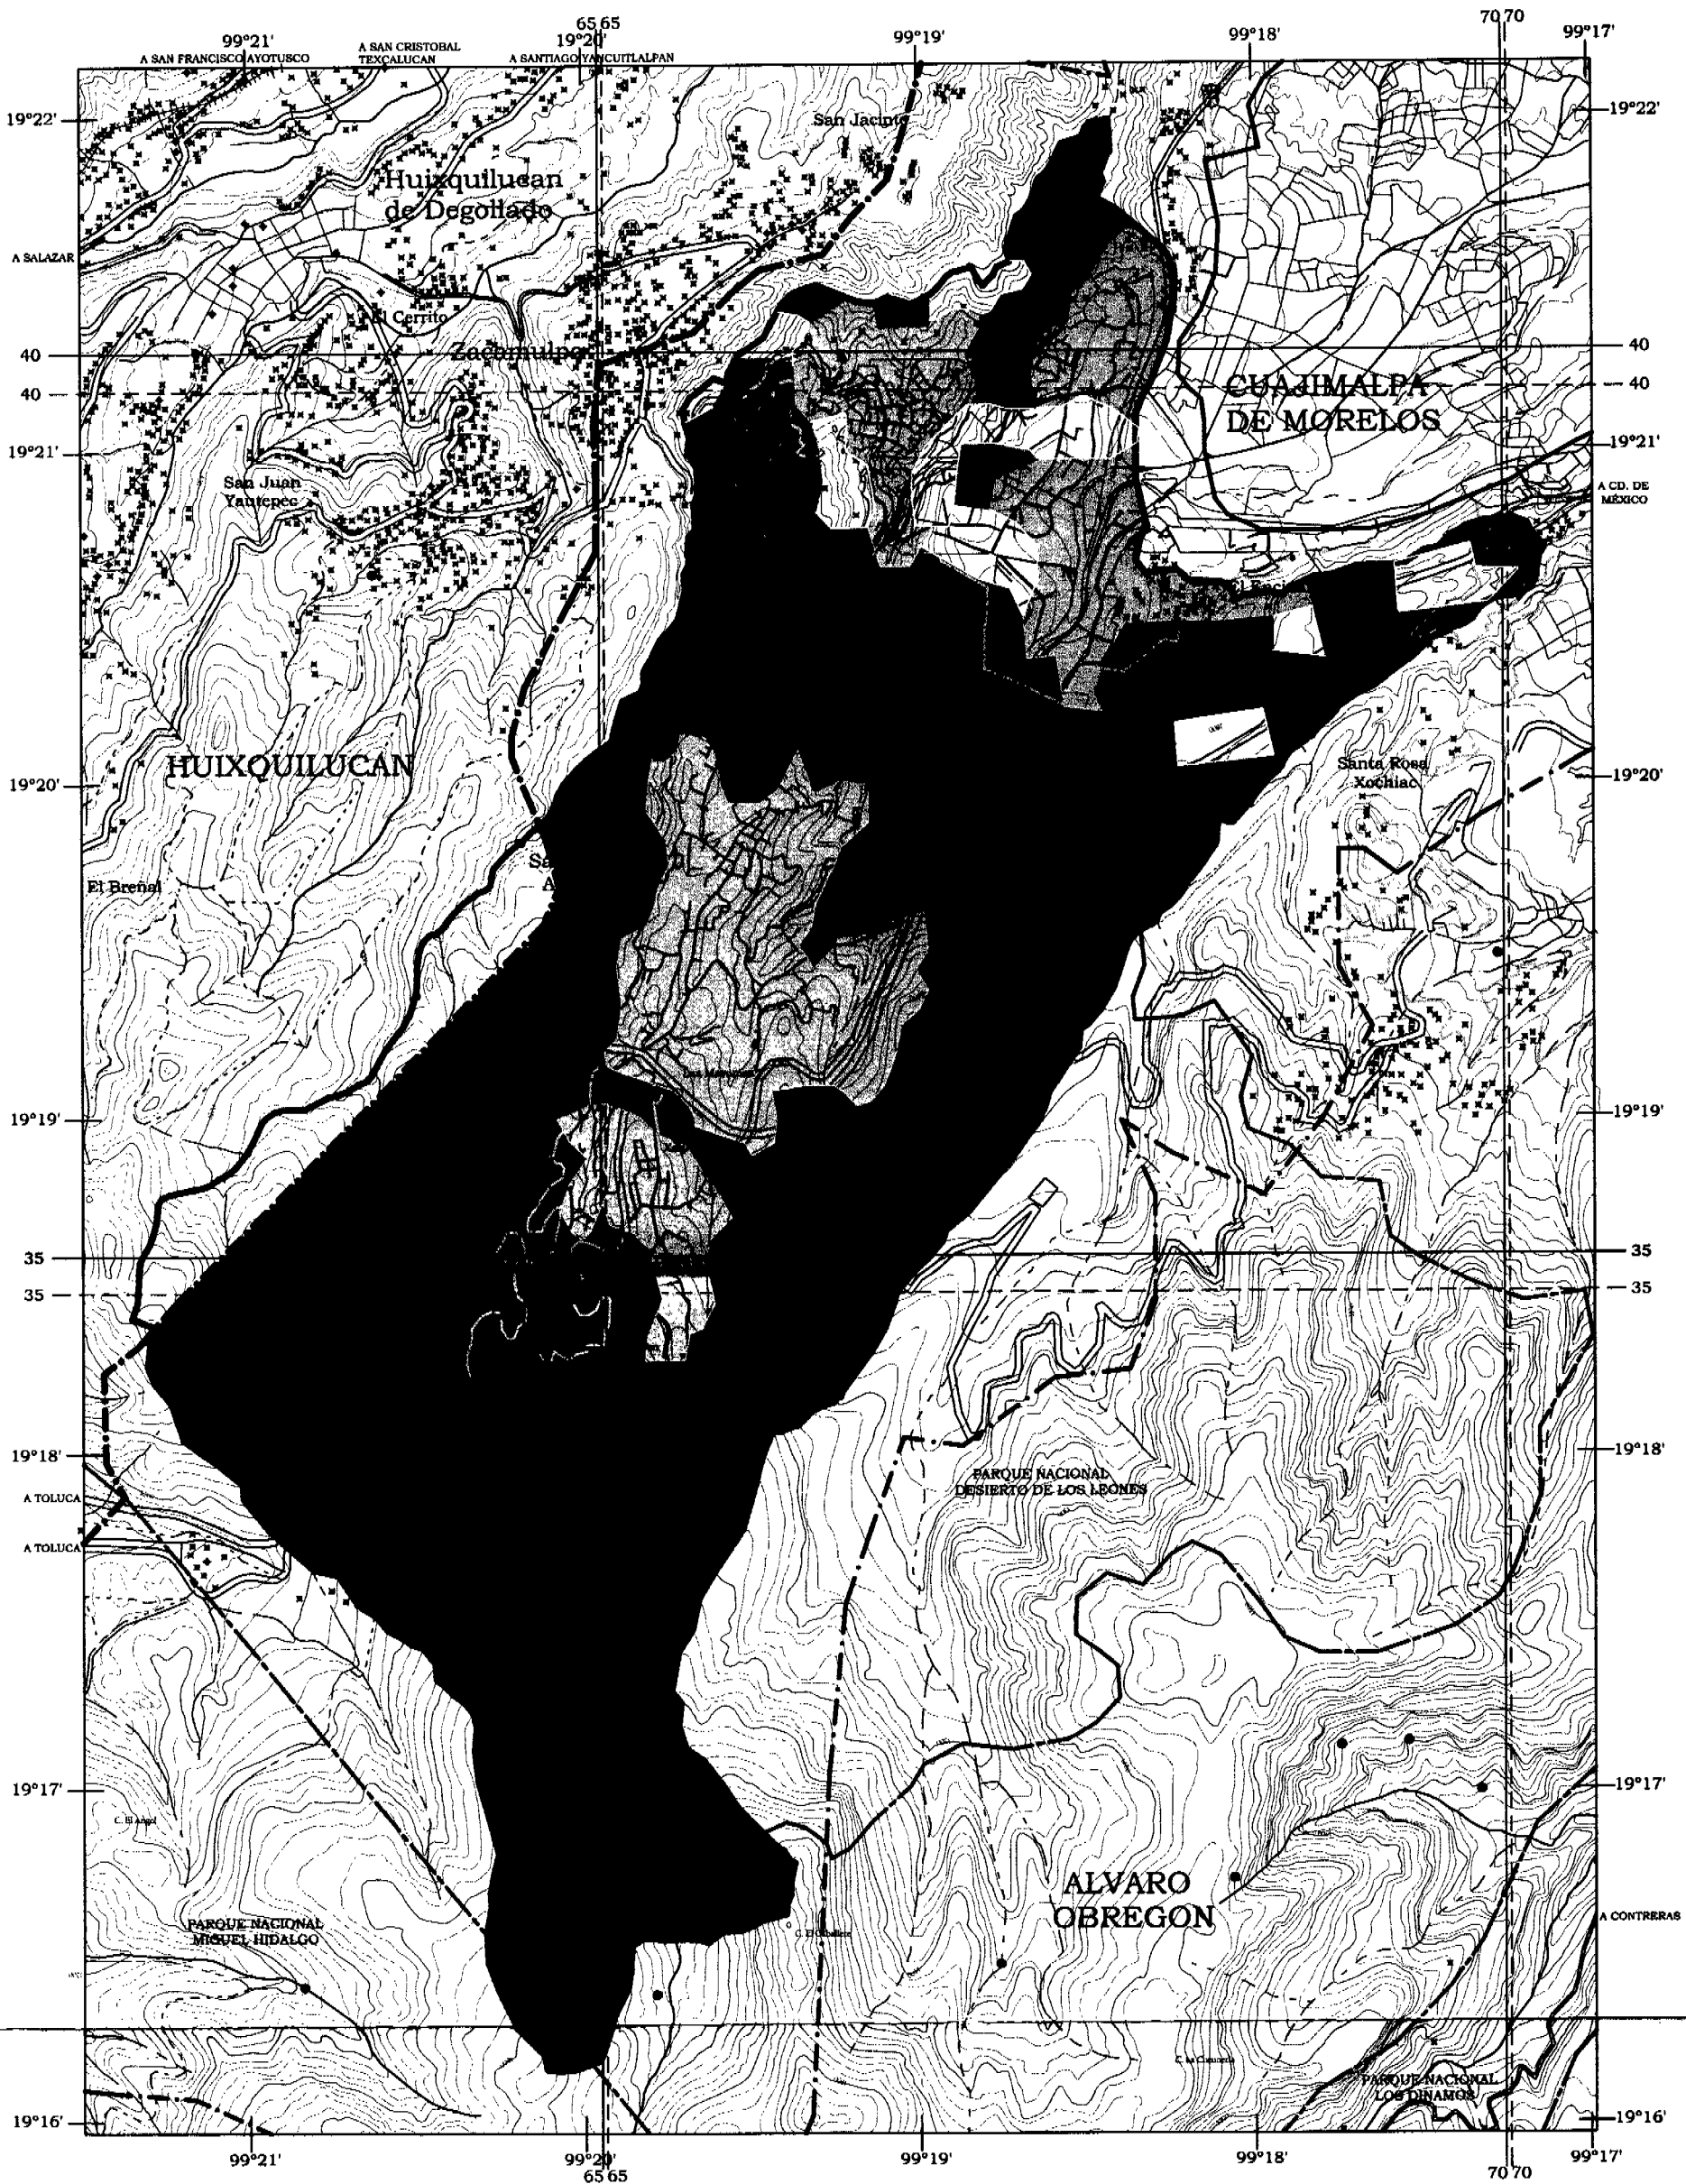 65 65
70 70
99°21'
19°20'
99°19'
99°18'
99°17'
A SAN FRANCISCO AYOTUSCO
A SAN CRISTOBAL
TEXCALUCAN
A SANTIAGO YANCUITLALPAN
19°22'
San Jacinto
19°22'
Huixquilucan
de Degollado
A SALAZAR
El Cerrito
Zacamulpa
40
40
40
40
CUAJIMALPA
DE MORELOS
19°21'
19°21'
San Juan
Yautepec
A CD. DE
MÉXICO
HUIXQUILUCAN
19°20'
19°20'
Santa Rosa
Xochiac
Sa
A
El Breñal
19°19'
19°19'
35
35
35
35
19°18'
19°18'
PARQUE NACIONAL
DESIERTO DE LOS LEONES
A TOLUCA
A TOLUCA
19°17'
19°17'
C. El Angel
ALVARO
OBREGON
PARQUE NACIONAL
MIGUEL HIDALGO
A CONTRERAS
C. El Caballete
PARQUE NACIONAL
LOS DINAMOS
19°16'
19°16'
99°21'
99°20'
99°19'
99°18'
99°17'
65 65
70 70